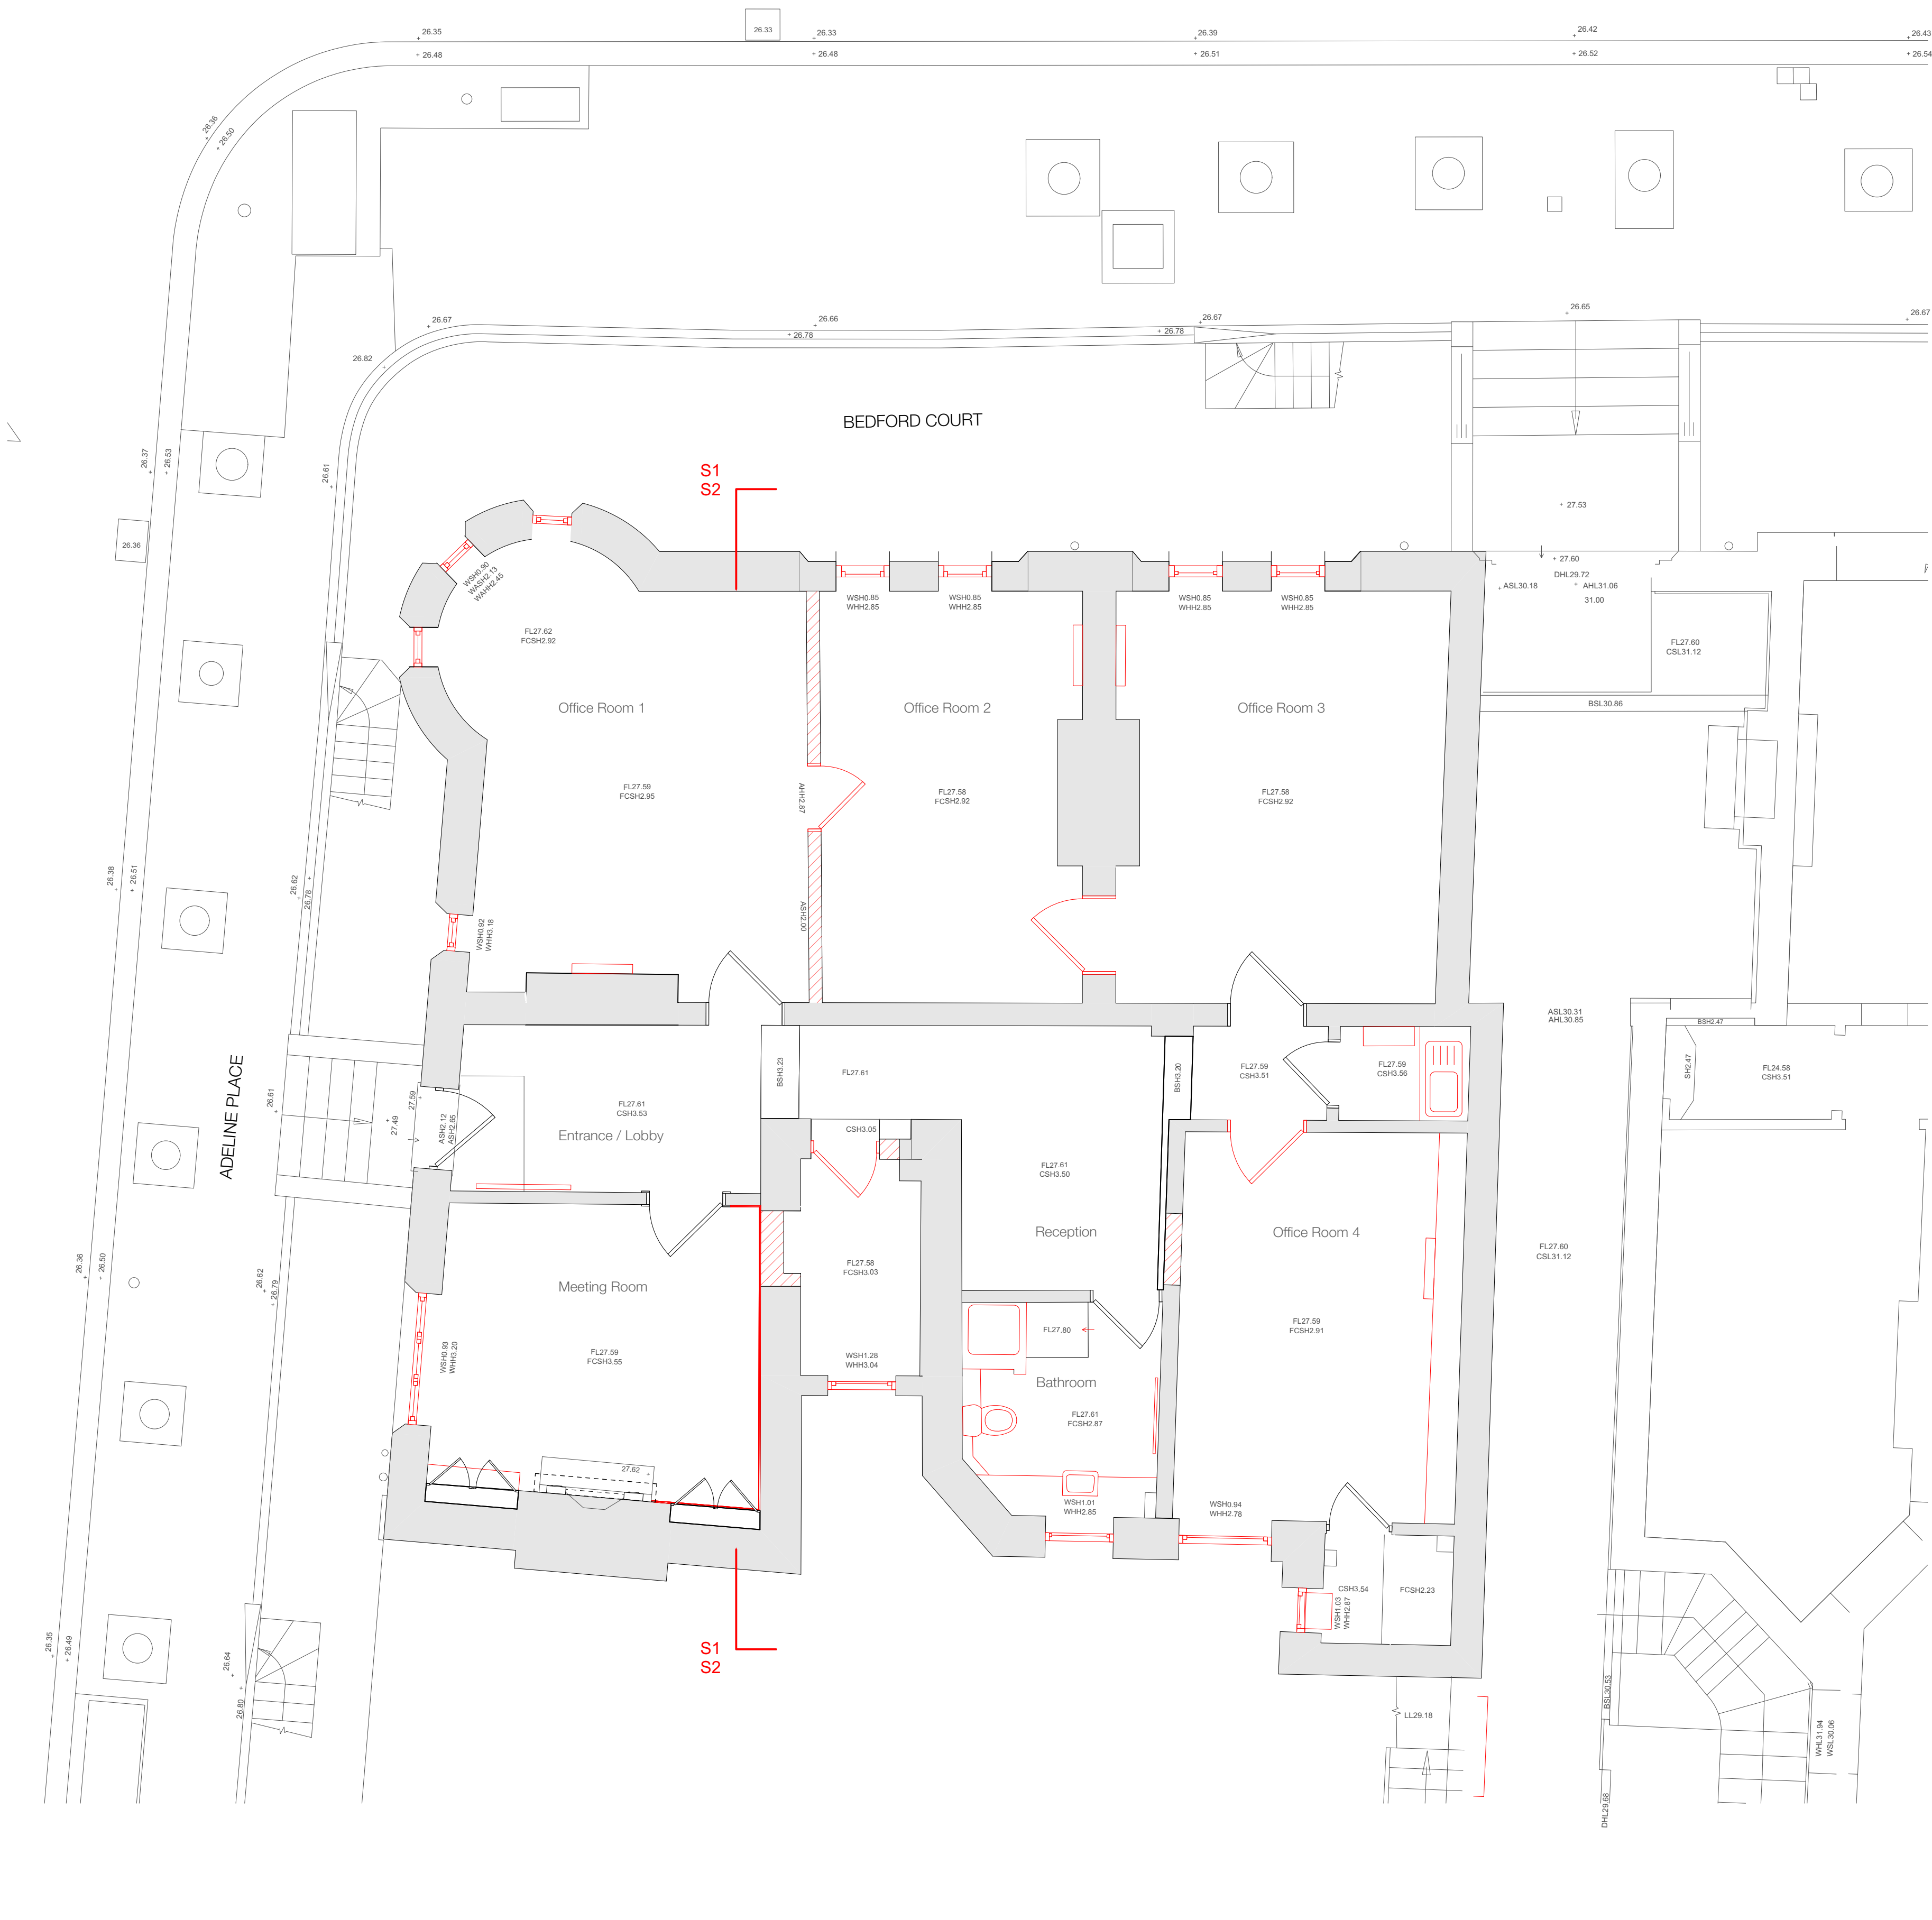 26.35
26.33
26.33
26.39
26.42
26.43
+ 26.48
+ 26.48
+ 26.51
+ 26.52
+ 26.54
26.36
26.50
26.65
26.67
26.66
26.67
26.67
+ 26.78
+ 26.78
26.82
BEDFORD COURT
26.37
26.53
26.61
S1
S2
27.53
26.36
27.60
DHL29.72
ASL30.18
AHL31.06
31.00
WSH0.90
WASH2.13
WAHH2.45
WSH0.85
WHH2.85
WSH0.85
WHH2.85
WSH0.85
WHH2.85
WSH0.85
WHH2.85
FL27.62
FCSH2.92
FL27.60
CSL31.12
BSL30.86
Office Room 1
Office Room 2
Office Room 3
FL27.59
FCSH2.95
AHH2.87
FL27.58
FCSH2.92
FL27.58
FCSH2.92
26.38
26.51
26.62
26.78
WSH0.92
WHH3.18
ASH2.00
ASL30.31
AHL30.85
BSH2.47
SH2.47
FL24.58
CSH3.51
BSH3.23
FL27.61
BSH3.20
FL27.59
CSH3.51
FL27.59
CSH3.56
ADELINE PLACE
26.61
27.49
27.59
ASH2.12
ASH2.65
FL27.61
CSH3.53
Entrance / Lobby
CSH3.05
FL27.61
CSH3.50
Reception
Office Room 4
26.36
26.50
26.62
26.79
Meeting Room
FL27.58
FCSH3.03
FL27.60
CSL31.12
WSH0.93
WHH3.20
FL27.59
FCSH3.55
WSH1.28
WHH3.04
FL27.80
FL27.59
FCSH2.91
Bathroom
FL27.61
FCSH2.87
27.62
WSH1.01
WHH2.85
WSH0.94
WHH2.78
CSH3.54
FCSH2.23
WSH1.03
WHH2.87
S1
S2
26.35
26.49
26.64
26.80
LL29.18
BSL30.53
WHL31.94
WSL30.06
DHL29.68